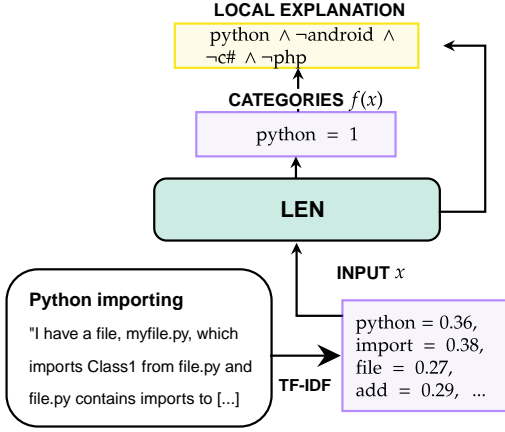 LOCAL EXPLANATION
python ∧ ¬android ∧
¬c# ∧ ¬php
CATEGORIES f(x)
python = 1
LEN
INPUT x
Python importing
"I have a file, myfile.py, which
imports Class1 from file.py and
file.py contains imports to [...]
TF-IDF
python = 0.36,
import = 0.38,
file = 0.27,
add = 0.29, ...